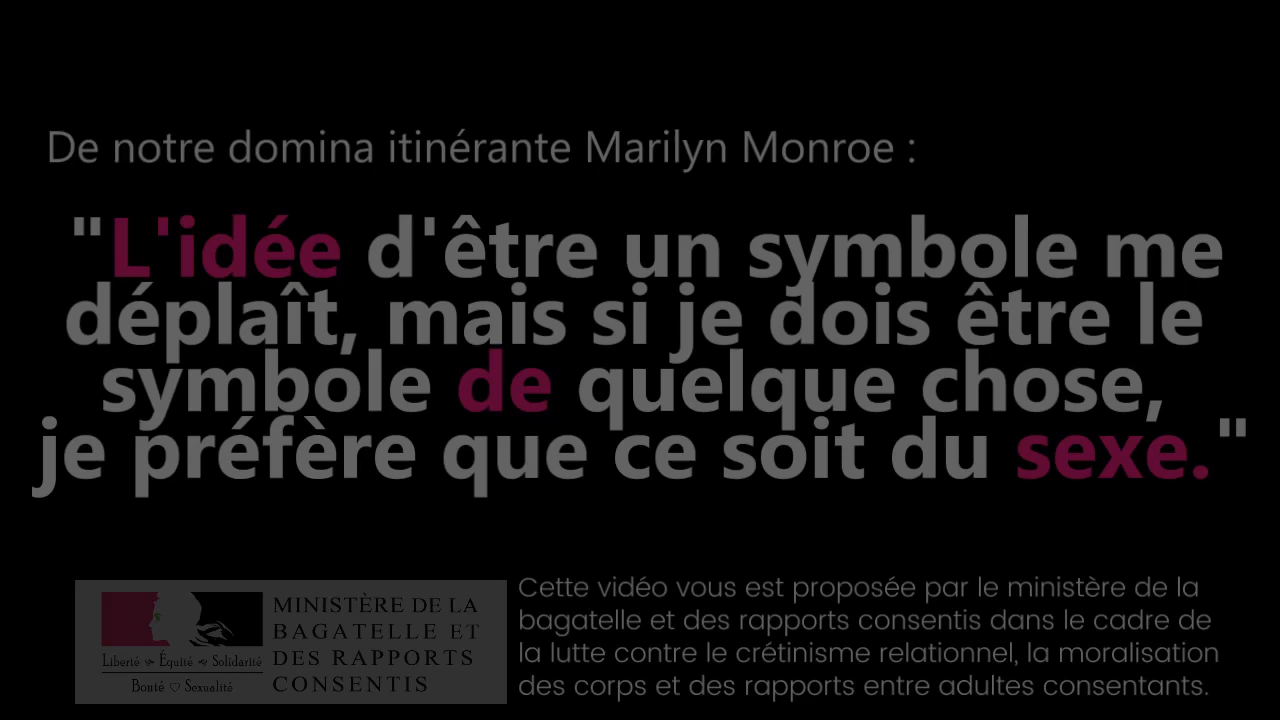 De notre domina itinérante Marilyn Monroe :
"L'idée d'être un symbole me
déplaît, mais si je dois être le
symbole de quelque chose,
je préfère que ce soit du sexe."
Liberté Équité Solidarité
Bonté ♡ Sexualité
MINISTÈRE DE LA
BAGATELLE ET
DES RAPPORTS
CONSENTIS
Cette vidéo vous est proposée par le ministère de la
bagatelle et des rapports consentis dans le cadre de
la lutte contre le crétinisme relationnel, la moralisation
des corps et des rapports entre adultes consentants.